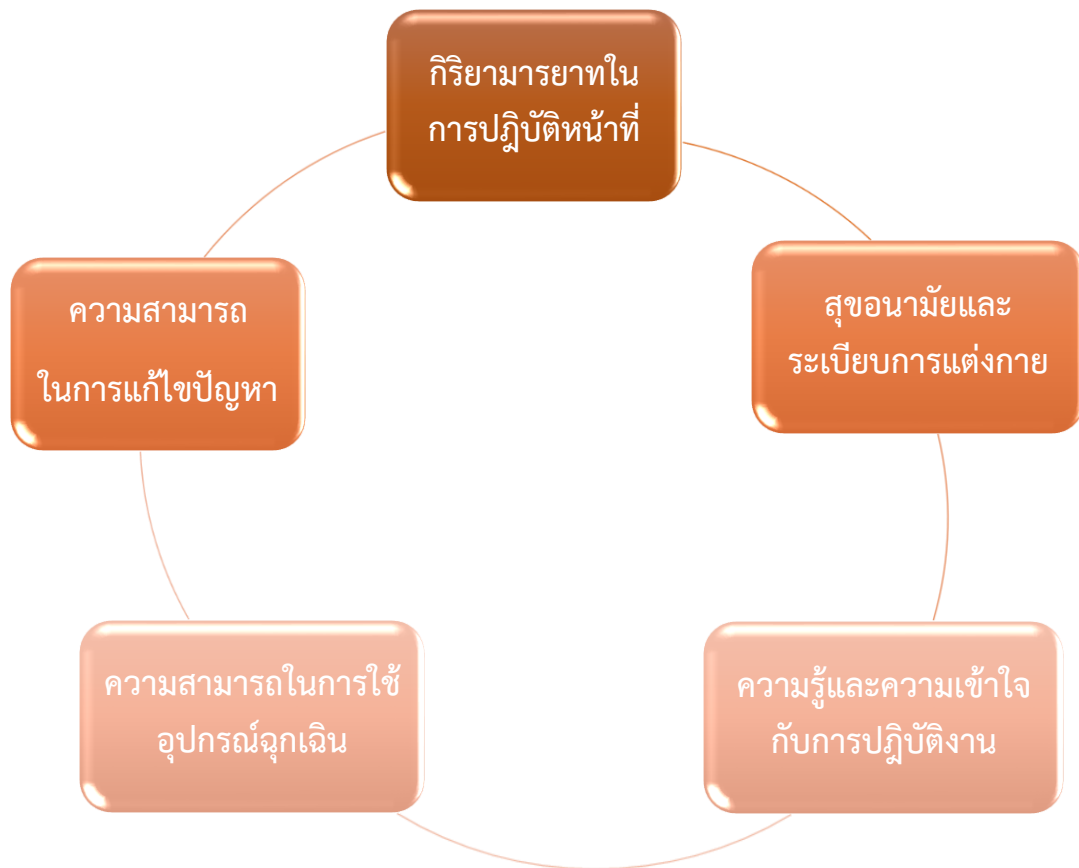 กิริยามารยาทใน
การปฎิบัติหน้าที่
สุขอนามัยและ
ระเบียบการแต่งกาย
ความรู้และความเข้าใจ
กับการปฎิบัติงาน
ความสามารถในการใช้
อุปกรณ์ฉุกเฉิน
ความสามารถ
ในการแก้ไขปัญหา